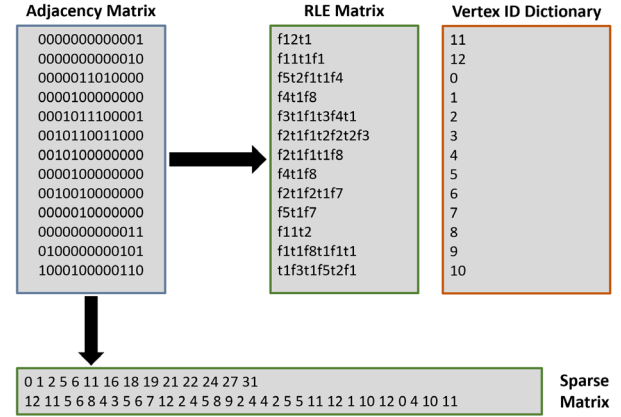 Adjacency Matrix
RLE Matrix
Vertex ID Dictionary
0000000000001
0000000000010
0000011010000
0000100000000
0001011100001
0010110011000
0010100000000
0000100000000
0010010000000
0000010000000
0000000000011
0100000000101
1000100000110
f12t1
f11t1f1
f5t2f1t1f4
f4t1f8
f3t1f1t3f4t1
f2t1f1t2f2t2f3
f2t1f1t1f8
f4t1f8
f2t1f2t1f7
f5t1f7
f11t2
f1t1f8t1f1t1
t1f3t1f5t2f1
11
12
0
1
2
3
4
5
6
7
8
9
10
0 1 2 5 6 11 16 18 19 21 22 24 27 31
12 11 5 6 8 4 3 5 6 7 12 2 4 5 8 9 2 4 4 2 5 5 11 12 1 10 12 0 4 10 11
Sparse
Matrix